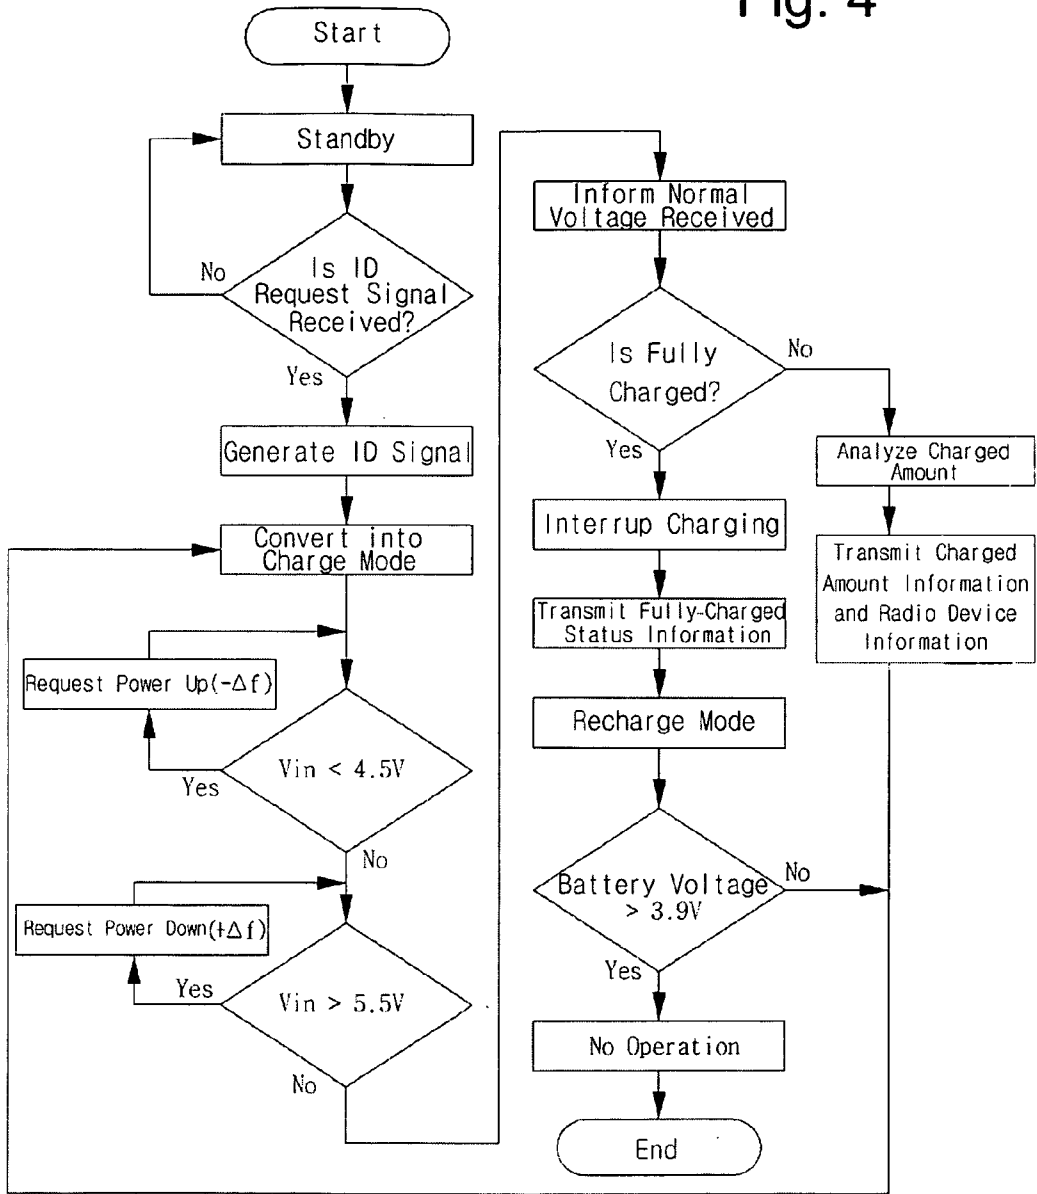 Fig. 4
Start
Standby
No
Is ID
Request Signal
Received?
Yes
Generate ID Signal
Convert into
Charge Mode
Request Power Up(-Δf)
Vin < 4.5V
Yes
No
Request Power Down(+Δf)
Vin > 5.5V
Yes
No
Inform Normal
Voltage Received
Is Fully
Charged?
No
Yes
Analyze Charged
Amount
Transmit Charged
Amount Information
and Radio Device
Information
Interrup Charging
Transmit Fully-Charged
Status Information
Recharge Mode
Battery Voltage
> 3.9V
No
Yes
No Operation
End